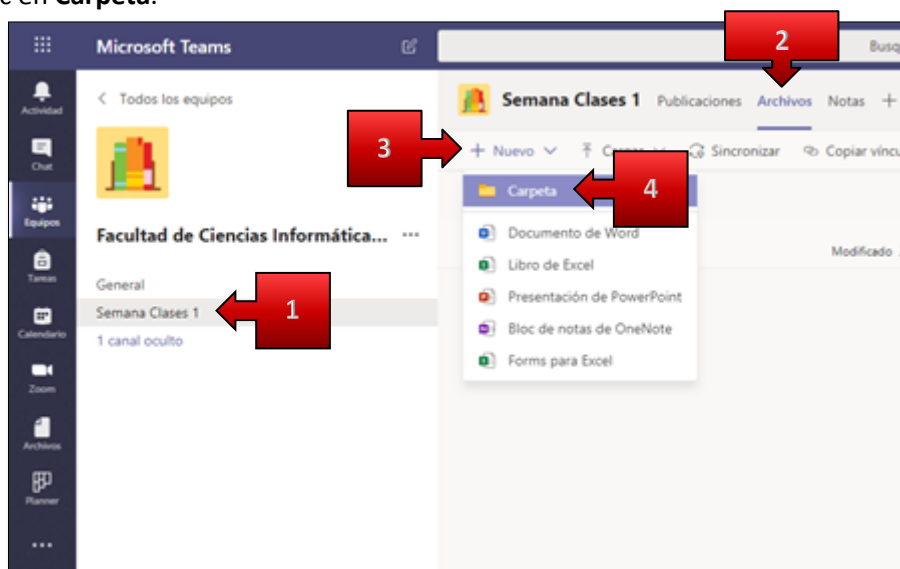 e en Carpeta.
Microsoft Teams
Busq
2
Actividad
Chat
Equipos
Tareas
Calendario
Zoom
Archivos
Planner
...
< Todos los equipos
Facultad de Ciencias Informática... ...
General
Semana Clases 1
1
1 canal oculto
Semana Clases 1 Publicaciones Archivos Notas +
3
+ Nuevo Sincronizar Copiar víncu
Carpeta
4
Documento de Word
Libro de Excel
Presentación de PowerPoint
Bloc de notas de OneNote
Forms para Excel
Modificado